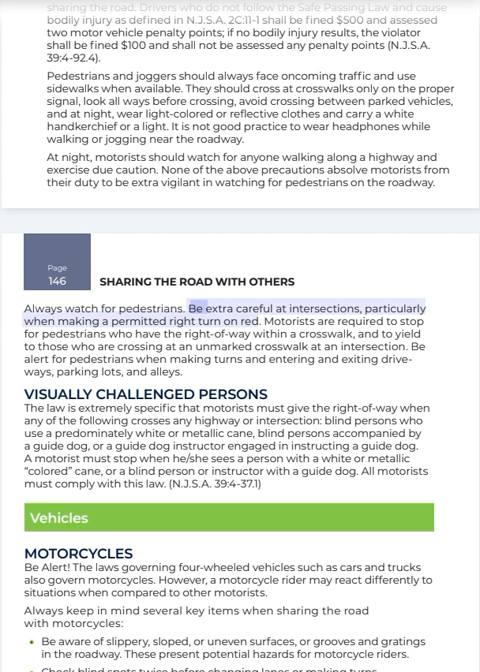 sharing the road. Drivers who do not follow the Safe Passing Law and cause
bodily injury as defined in N.J.S.A. 2C:11-1 shall be fined $500 and assessed
two motor vehicle penalty points; if no bodily injury results, the violator
shall be fined $100 and shall not be assessed any penalty points (N.J.S.A.
39:4-92.4).
Pedestrians and joggers should always face oncoming traffic and use
sidewalks when available. They should cross at crosswalks only on the proper
signal, look all ways before crossing, avoid crossing between parked vehicles,
and at night, wear light-colored or reflective clothes and carry a white
handkerchief or a light. It is not good practice to wear headphones while
walking or jogging near the roadway.
At night, motorists should watch for anyone walking along a highway and
exercise due caution. None of the above precautions absolve motorists from
their duty to be extra vigilant in watching for pedestrians on the roadway.
Page
146
SHARING THE ROAD WITH OTHERS
Always watch for pedestrians. Be extra careful at intersections, particularly
when making a permitted right turn on red. Motorists are required to stop
for pedestrians who have the right-of-way within a crosswalk, and to yield
to those who are crossing at an unmarked crosswalk at an intersection. Be
alert for pedestrians when making turns and entering and exiting drive-
ways, parking lots, and alleys.
VISUALLY CHALLENGED PERSONS
The law is extremely specific that motorists must give the right-of-way when
any of the following crosses any highway or intersection: blind persons who
use a predominately white or metallic cane, blind persons accompanied by
a guide dog, or a guide dog instructor engaged in instructing a guide dog.
A motorist must stop when he/she sees a person with a white or metallic
“colored” cane, or a blind person or instructor with a guide dog. All motorists
must comply with this law. (N.J.S.A. 39:4-37.1)
Vehicles
MOTORCYCLES
Be Alert! The laws governing four-wheeled vehicles such as cars and trucks
also govern motorcycles. However, a motorcycle rider may react differently to
situations when compared to other motorists.
Always keep in mind several key items when sharing the road
with motorcycles:
• Be aware of slippery, sloped, or uneven surfaces, or grooves and gratings
in the roadway. These present potential hazards for motorcycle riders.
• Check blind spots twice before changing lanes or making turns.